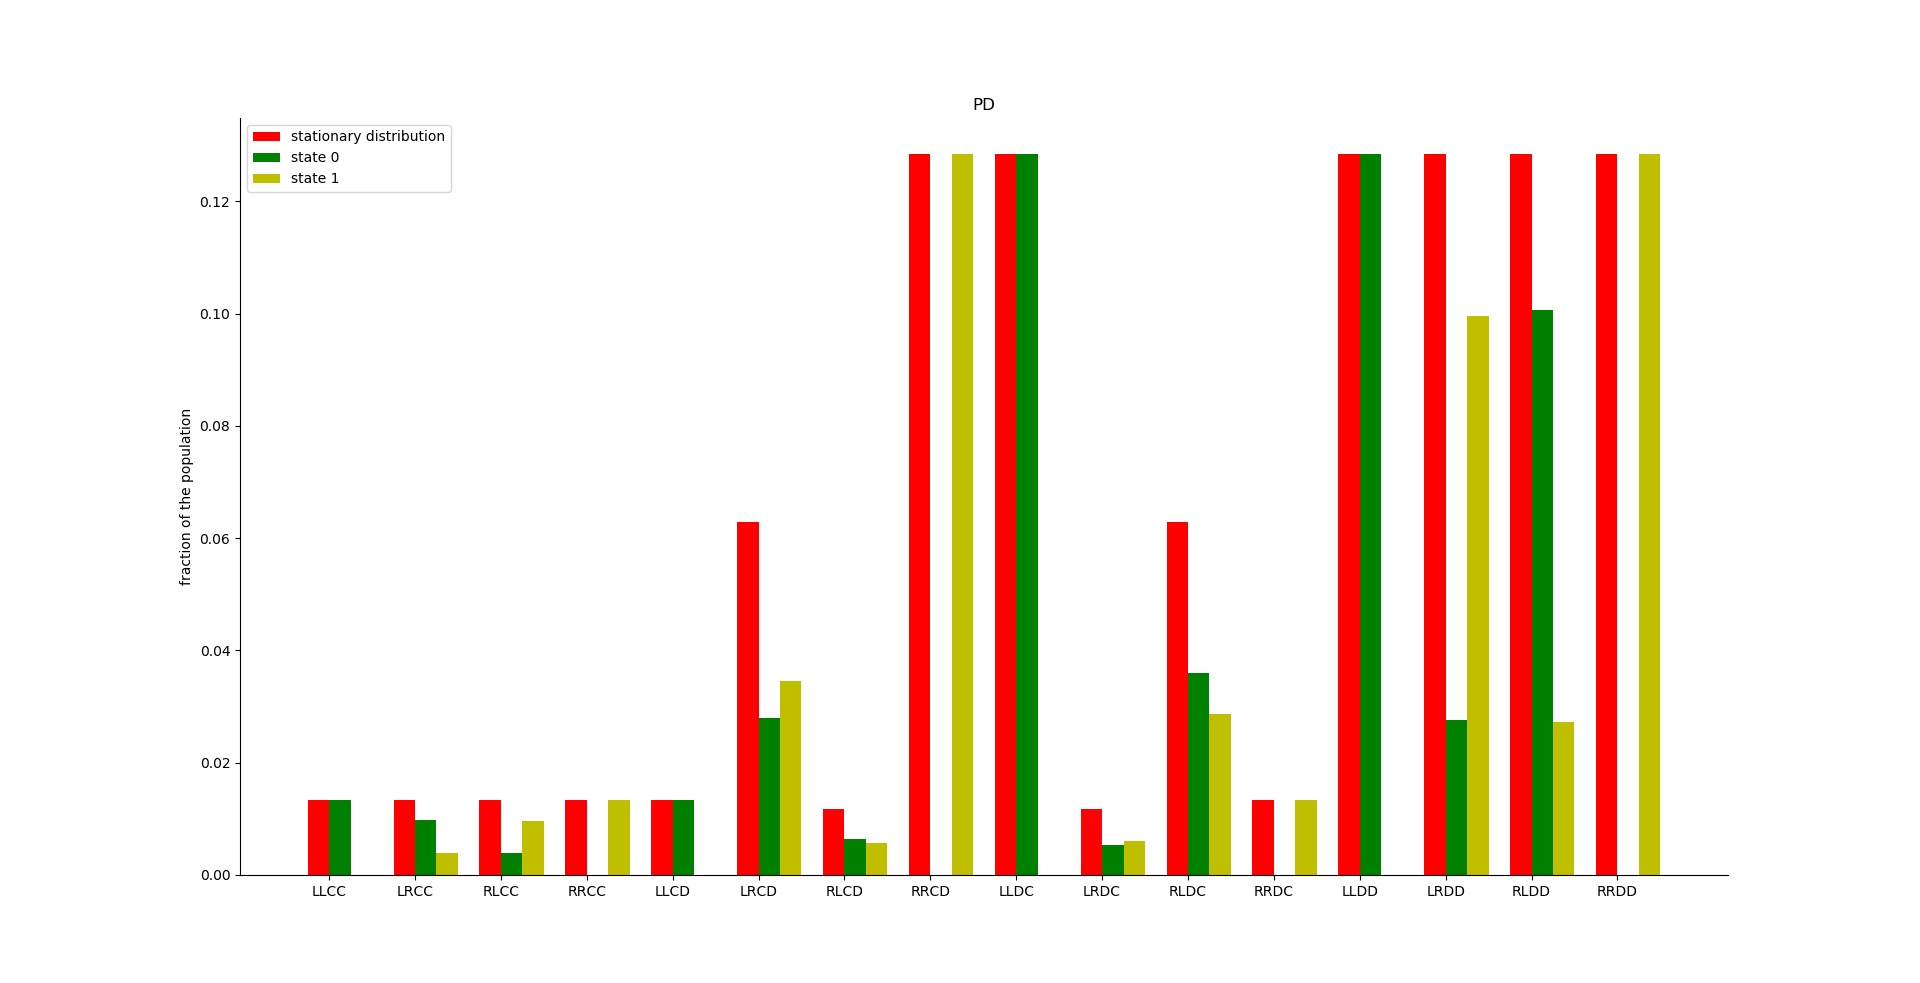 PD
stationary distribution
state 0
state 1
fraction of the population
0.12
0.10
0.08
0.06
0.04
0.02
0.00
LLCC LRCC RLCC RRCC LLCD LRCD RLCD RRCD LLDC LRDC RLDC RRDC LLDD LRDD RLDD RRDD